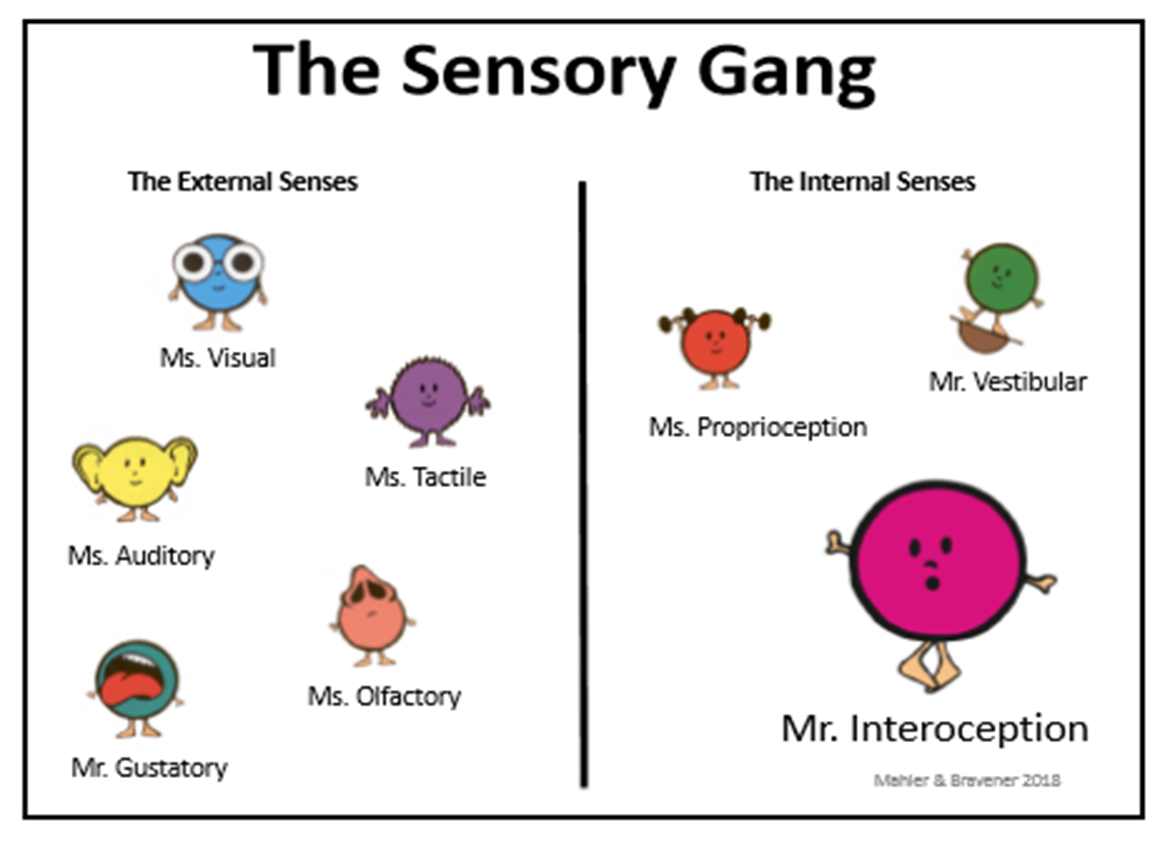 The Sensory Gang
The External Senses
Ms. Visual
Ms. Tactile
Ms. Auditory
Ms. Olfactory
Mr. Gustatory
The Internal Senses
Mr. Vestibular
Ms. Proprioception
Mr. Interoception
Mahler & Bravener 2018